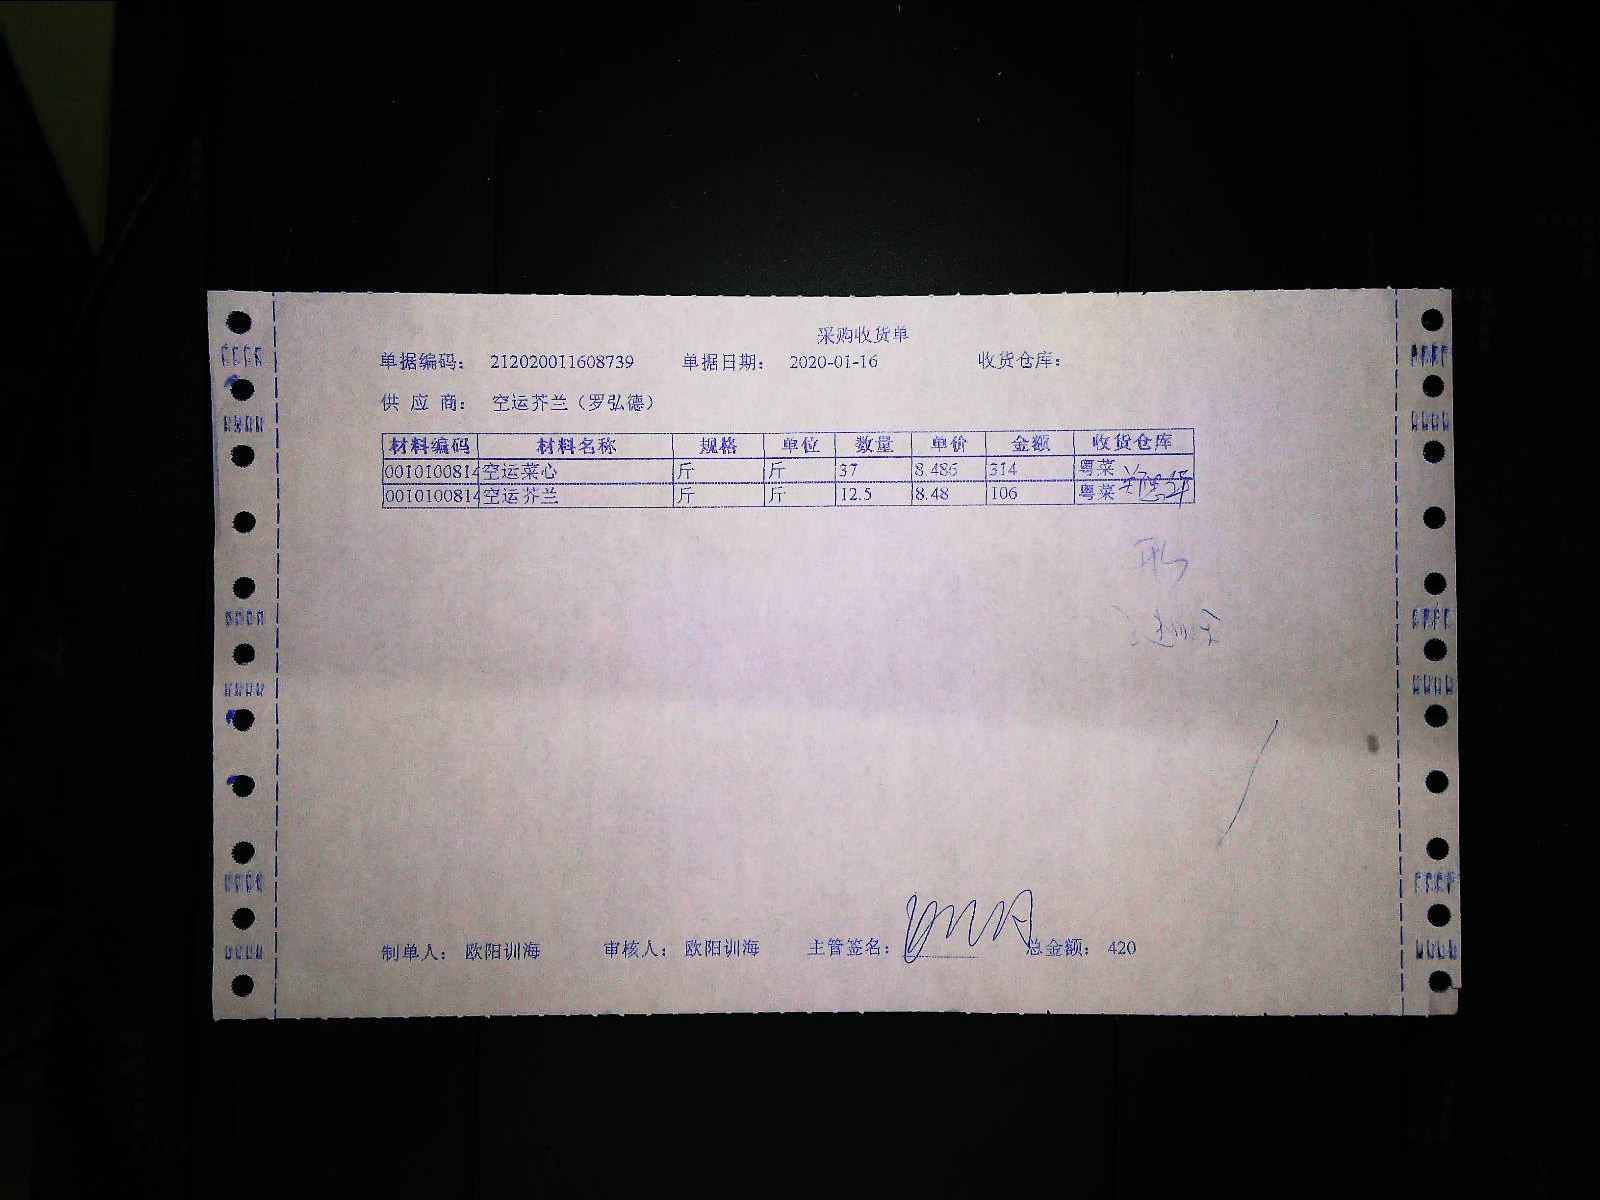 采购收货单
单据编码： 212020011608739 单据日期： 2020-01-16 收货仓库：
供 应 商： 空运芥兰（罗弘德）
材料编码 材料名称 规格 单位 数量 单价 金额 收货仓库
0010100814 空运菜心 斤 斤 37 8.486 314 粤菜
0010100814 空运芥兰 斤 斤 12.5 8.48 106 粤菜
制单人： 欧阳训海 审核人： 欧阳训海 主管签名： 总金额： 420